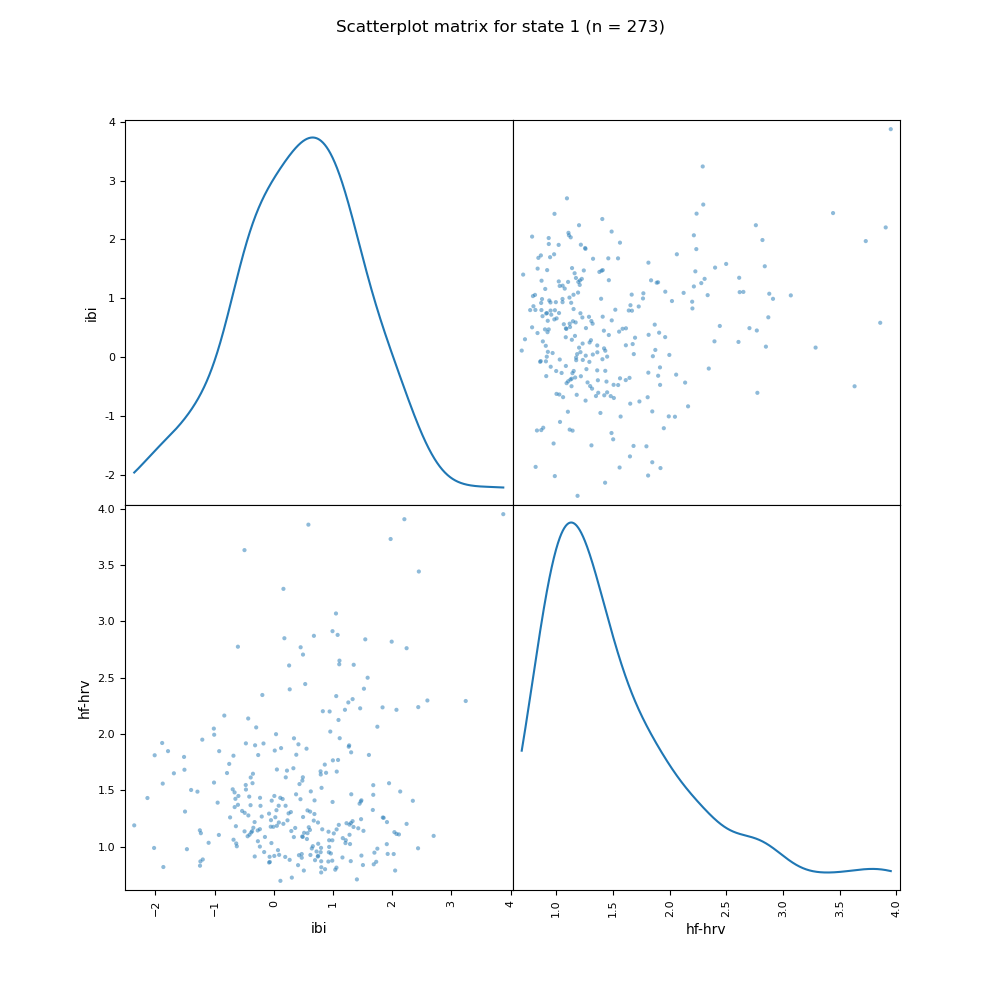 Scatterplot matrix for state 1 (n = 273)
4
3
2
1
0
-1
-2
ibi
4.0
3.5
3.0
2.5
2.0
1.5
1.0
hf-hrv
−2 −1 0 1 2 3 4
1.0 1.5 2.0 2.5 3.0 3.5 4.0
ibi
hf-hrv